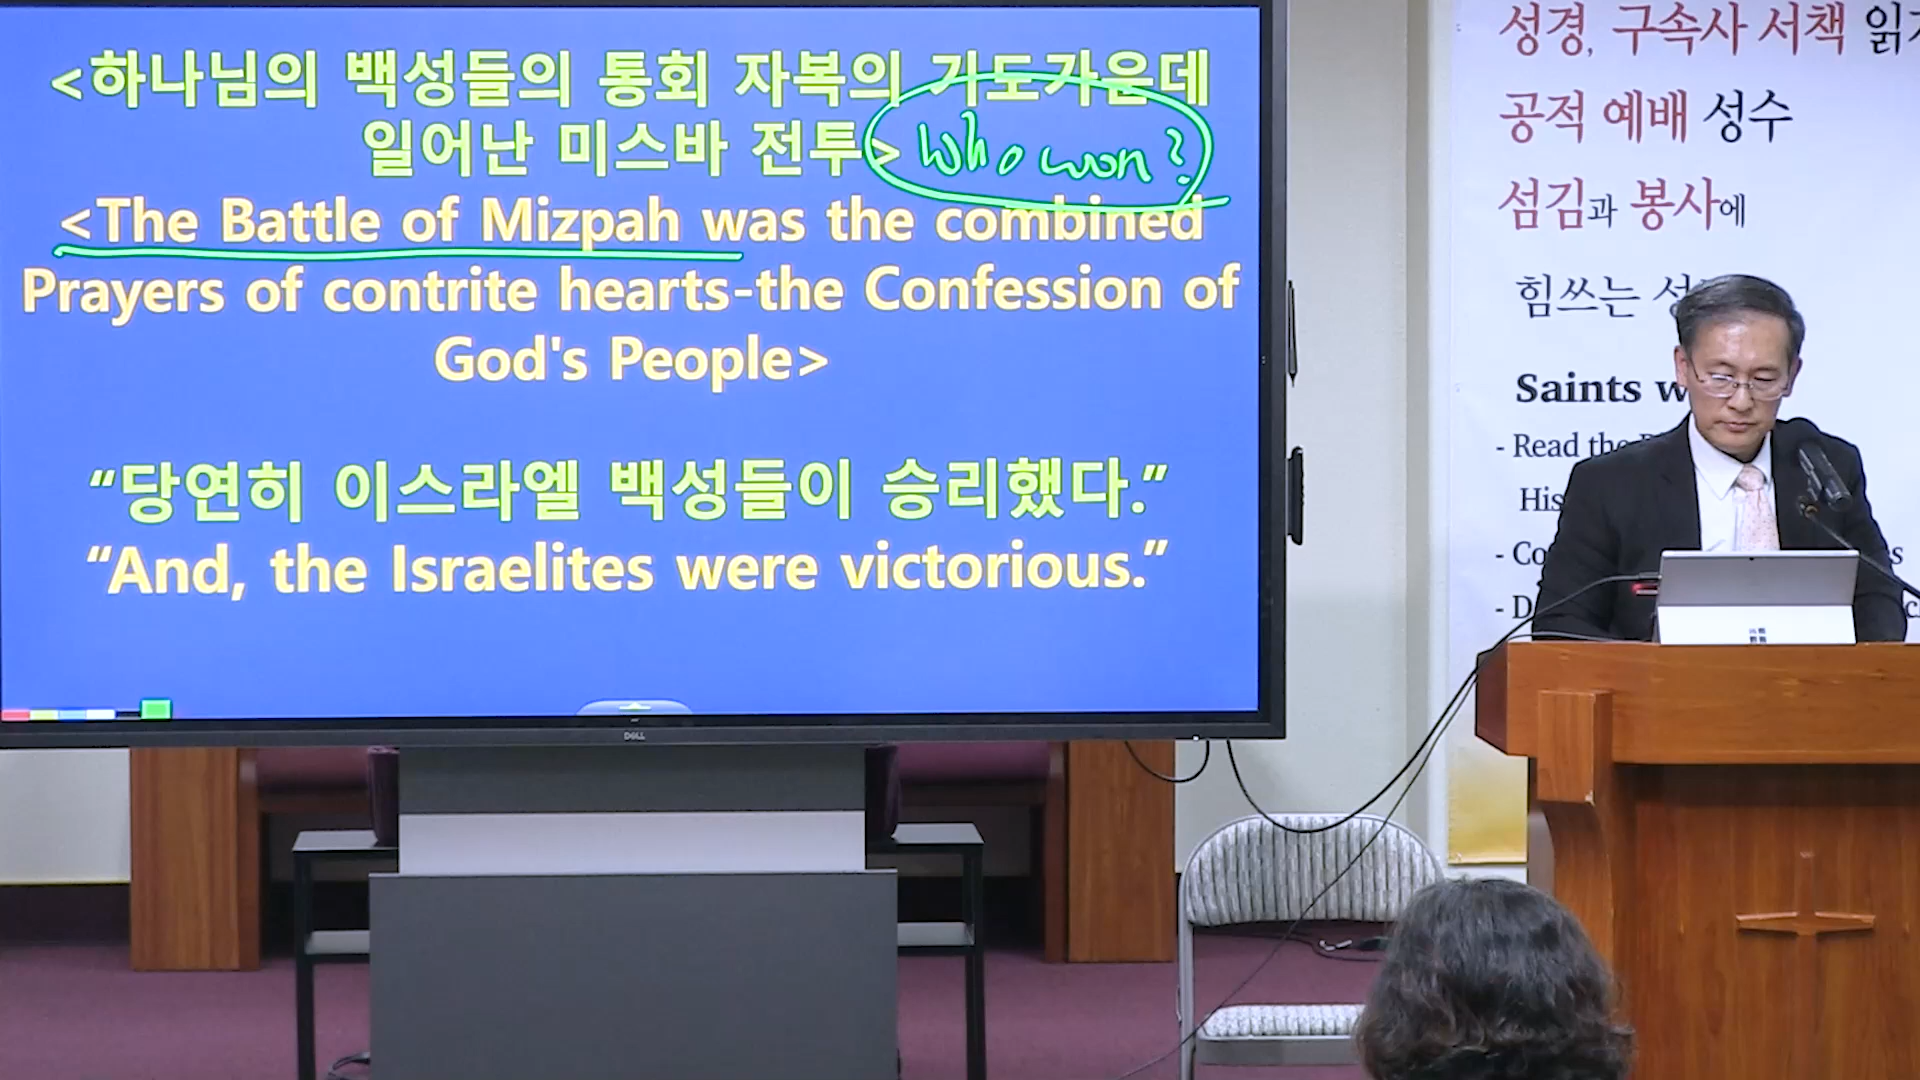 <하나님의 백성들의 통회 자복의 기도가운데
일어난 미스바 전투>
Who won?
<The Battle of Mizpah was the combined
Prayers of contrite hearts-the Confession of
God's People>
“당연히 이스라엘 백성들이 승리했다.”
“And, the Israelites were victorious.”
DELL
성경, 구속사 서책
공적 예배 성수
섬김과 봉사에
힘쓰는
Saints
- Read the
His